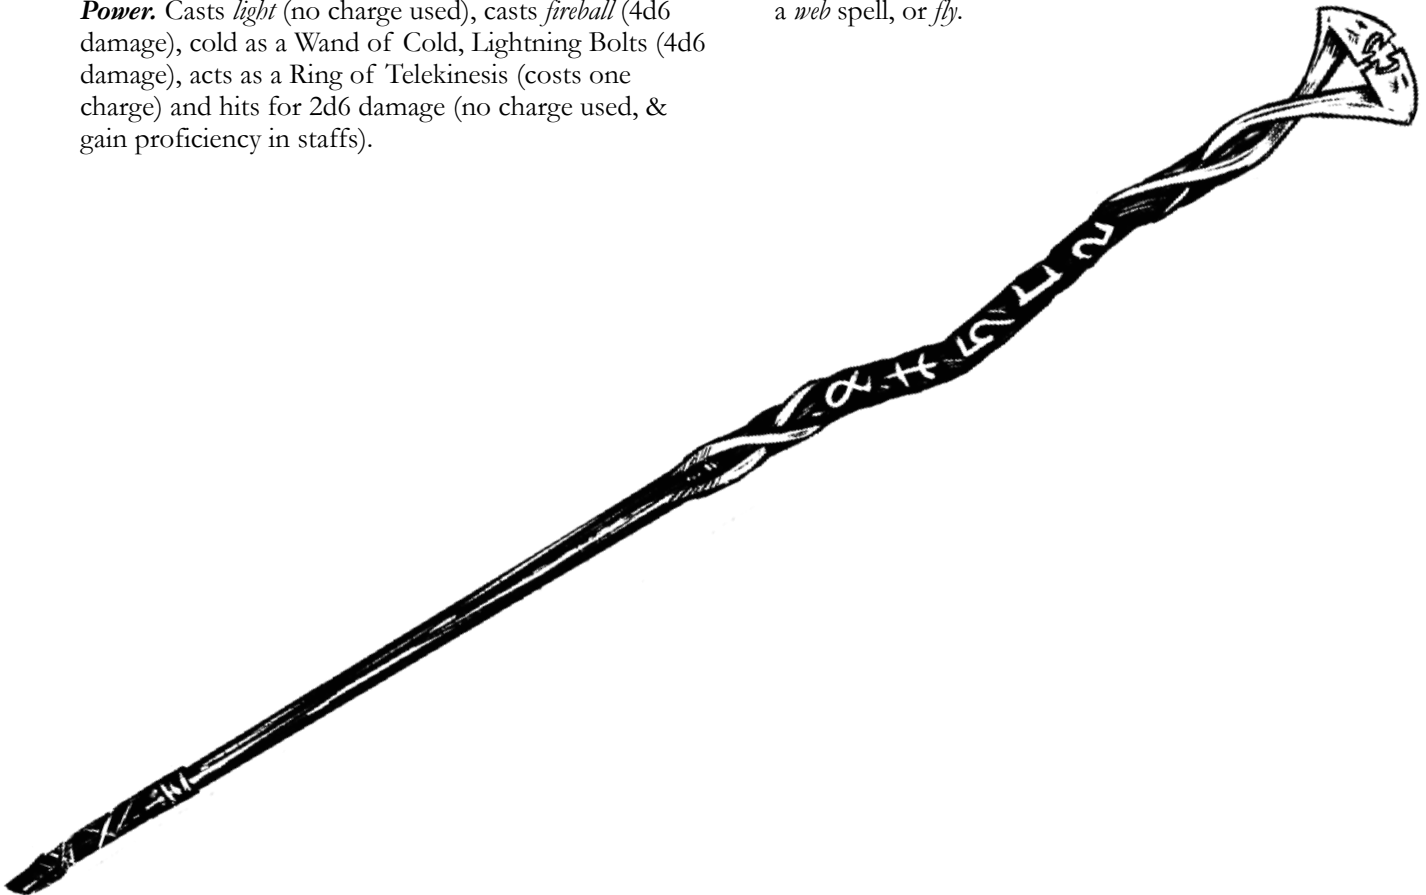 Power. Casts light (no charge used), casts fireball (4d6
damage), cold as a Wand of Cold, Lightning Bolts (4d6
damage), acts as a Ring of Telekinesis (costs one
charge) and hits for 2d6 damage (no charge used, &
gain proficiency in staffs).
a web spell, or fly.